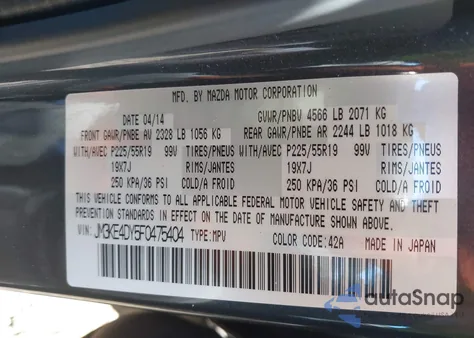 MFD. BY MAZDA MOTOR CORPORATION
DATE 04/14 GVWR/PNBV 4566 LB 2071 KG
FRONT GAWR/PNBE AV 2328 LB 1056 KG REAR GAWR/PNBE AR 2244 LB 1018 KG
WITH/AVEC P225/55R19 99V TIRES/PNEUS WITH/AVEC P225/55R19 99V TIRES/PNEUS
19X7J RIMS/JANTES 19X7J RIMS/JANTES
250 KPA/36 PSI COLD/A FROID 250 KPA/36 PSI COLD/A FROID
THIS VEHICLE CONFORMS TO ALL APPLICABLE FEDERAL MOTOR VEHICLE SAFETY, BUMPER, AND THEFT
PREVENTION STANDARDS IN EFFECT ON THE DATE OF MANUFACTURE SHOWN ABOVE.
VIN: JM3KE4DY5F0475404 TYPE: MPV COLOR CODE: 42A MADE IN JAPAN
autoSnap